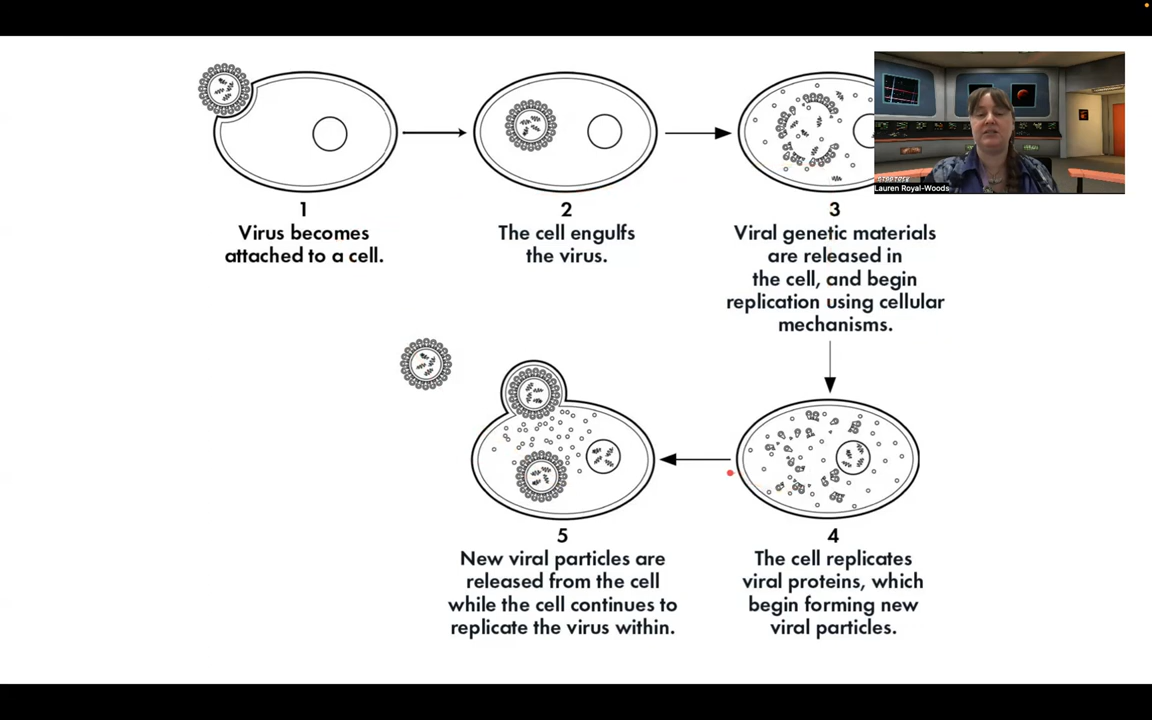 1
Virus becomes
attached to a cell.
2
The cell engulfs
the virus.
3
Viral genetic materials
are released in
the cell, and begin
replication using cellular
mechanisms.
STAR TREK
Lauren Royal-Woods
5
New viral particles are
released from the cell
while the cell continues to
replicate the virus within.
4
The cell replicates
viral proteins, which
begin forming new
viral particles.